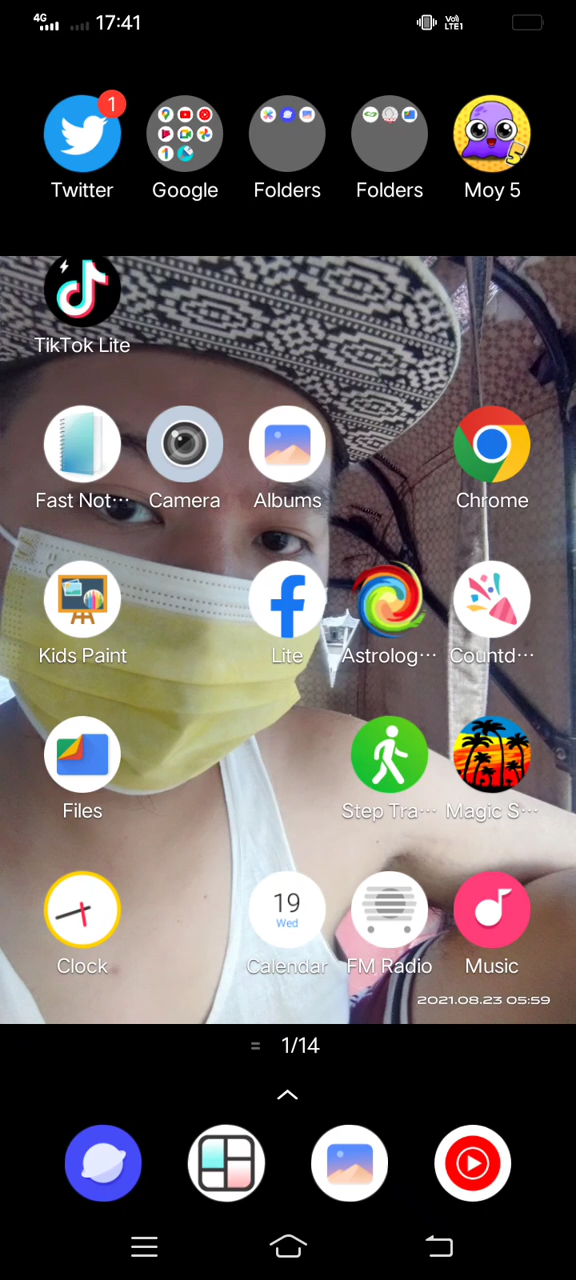 4G 17:41 VoLTE1
1
Twitter Google Folders Folders Moy 5
TikTok Lite
Fast Not··· Camera Albums Chrome
Kids Paint Lite Astrolog··· Countd···
Files Step Tra··· Magic S···
19
Wed
Clock Calendar FM Radio Music
2021.08.23 05:59
1/14